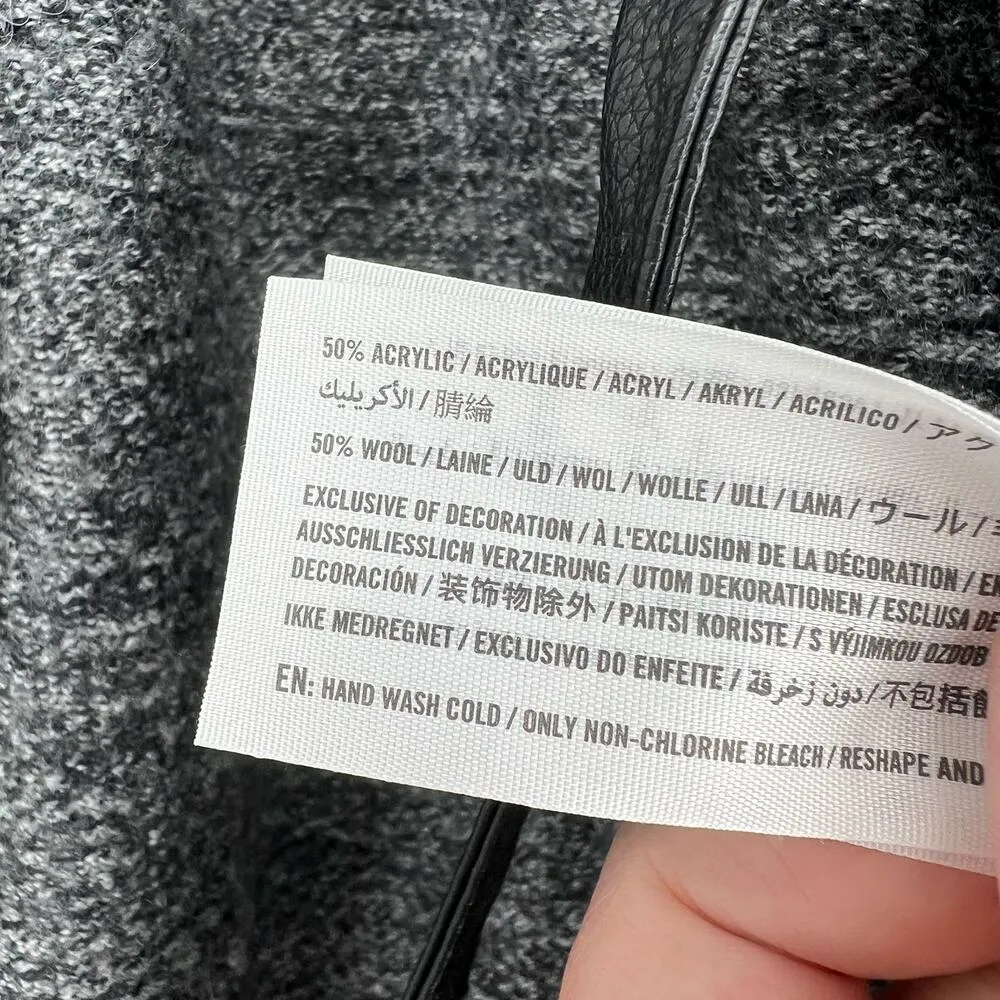 50% ACRYLIC / ACRYLIQUE / ACRYL / AKRYL / ACRILICO / アク
الأكريليك / 腈綸
50% WOOL / LAINE / ULD / WOL / WOLLE / ULL / LANA / ウール /
EXCLUSIVE OF DECORATION / À L'EXCLUSION DE LA DÉCORATION /
AUSSCHLIESSLICH VERZIERUNG / UTOM DEKORATIONEN / ESCLUSA DE
DECORACIÓN / 装饰物除外 / PAITSI KORISTE / S VÝJIMKOU OZDOB
IKKE MEDREGNET / EXCLUSIVO DO ENFEITE / دون زخرفة / 不包括飾
EN: HAND WASH COLD / ONLY NON-CHLORINE BLEACH / RESHAPE AND